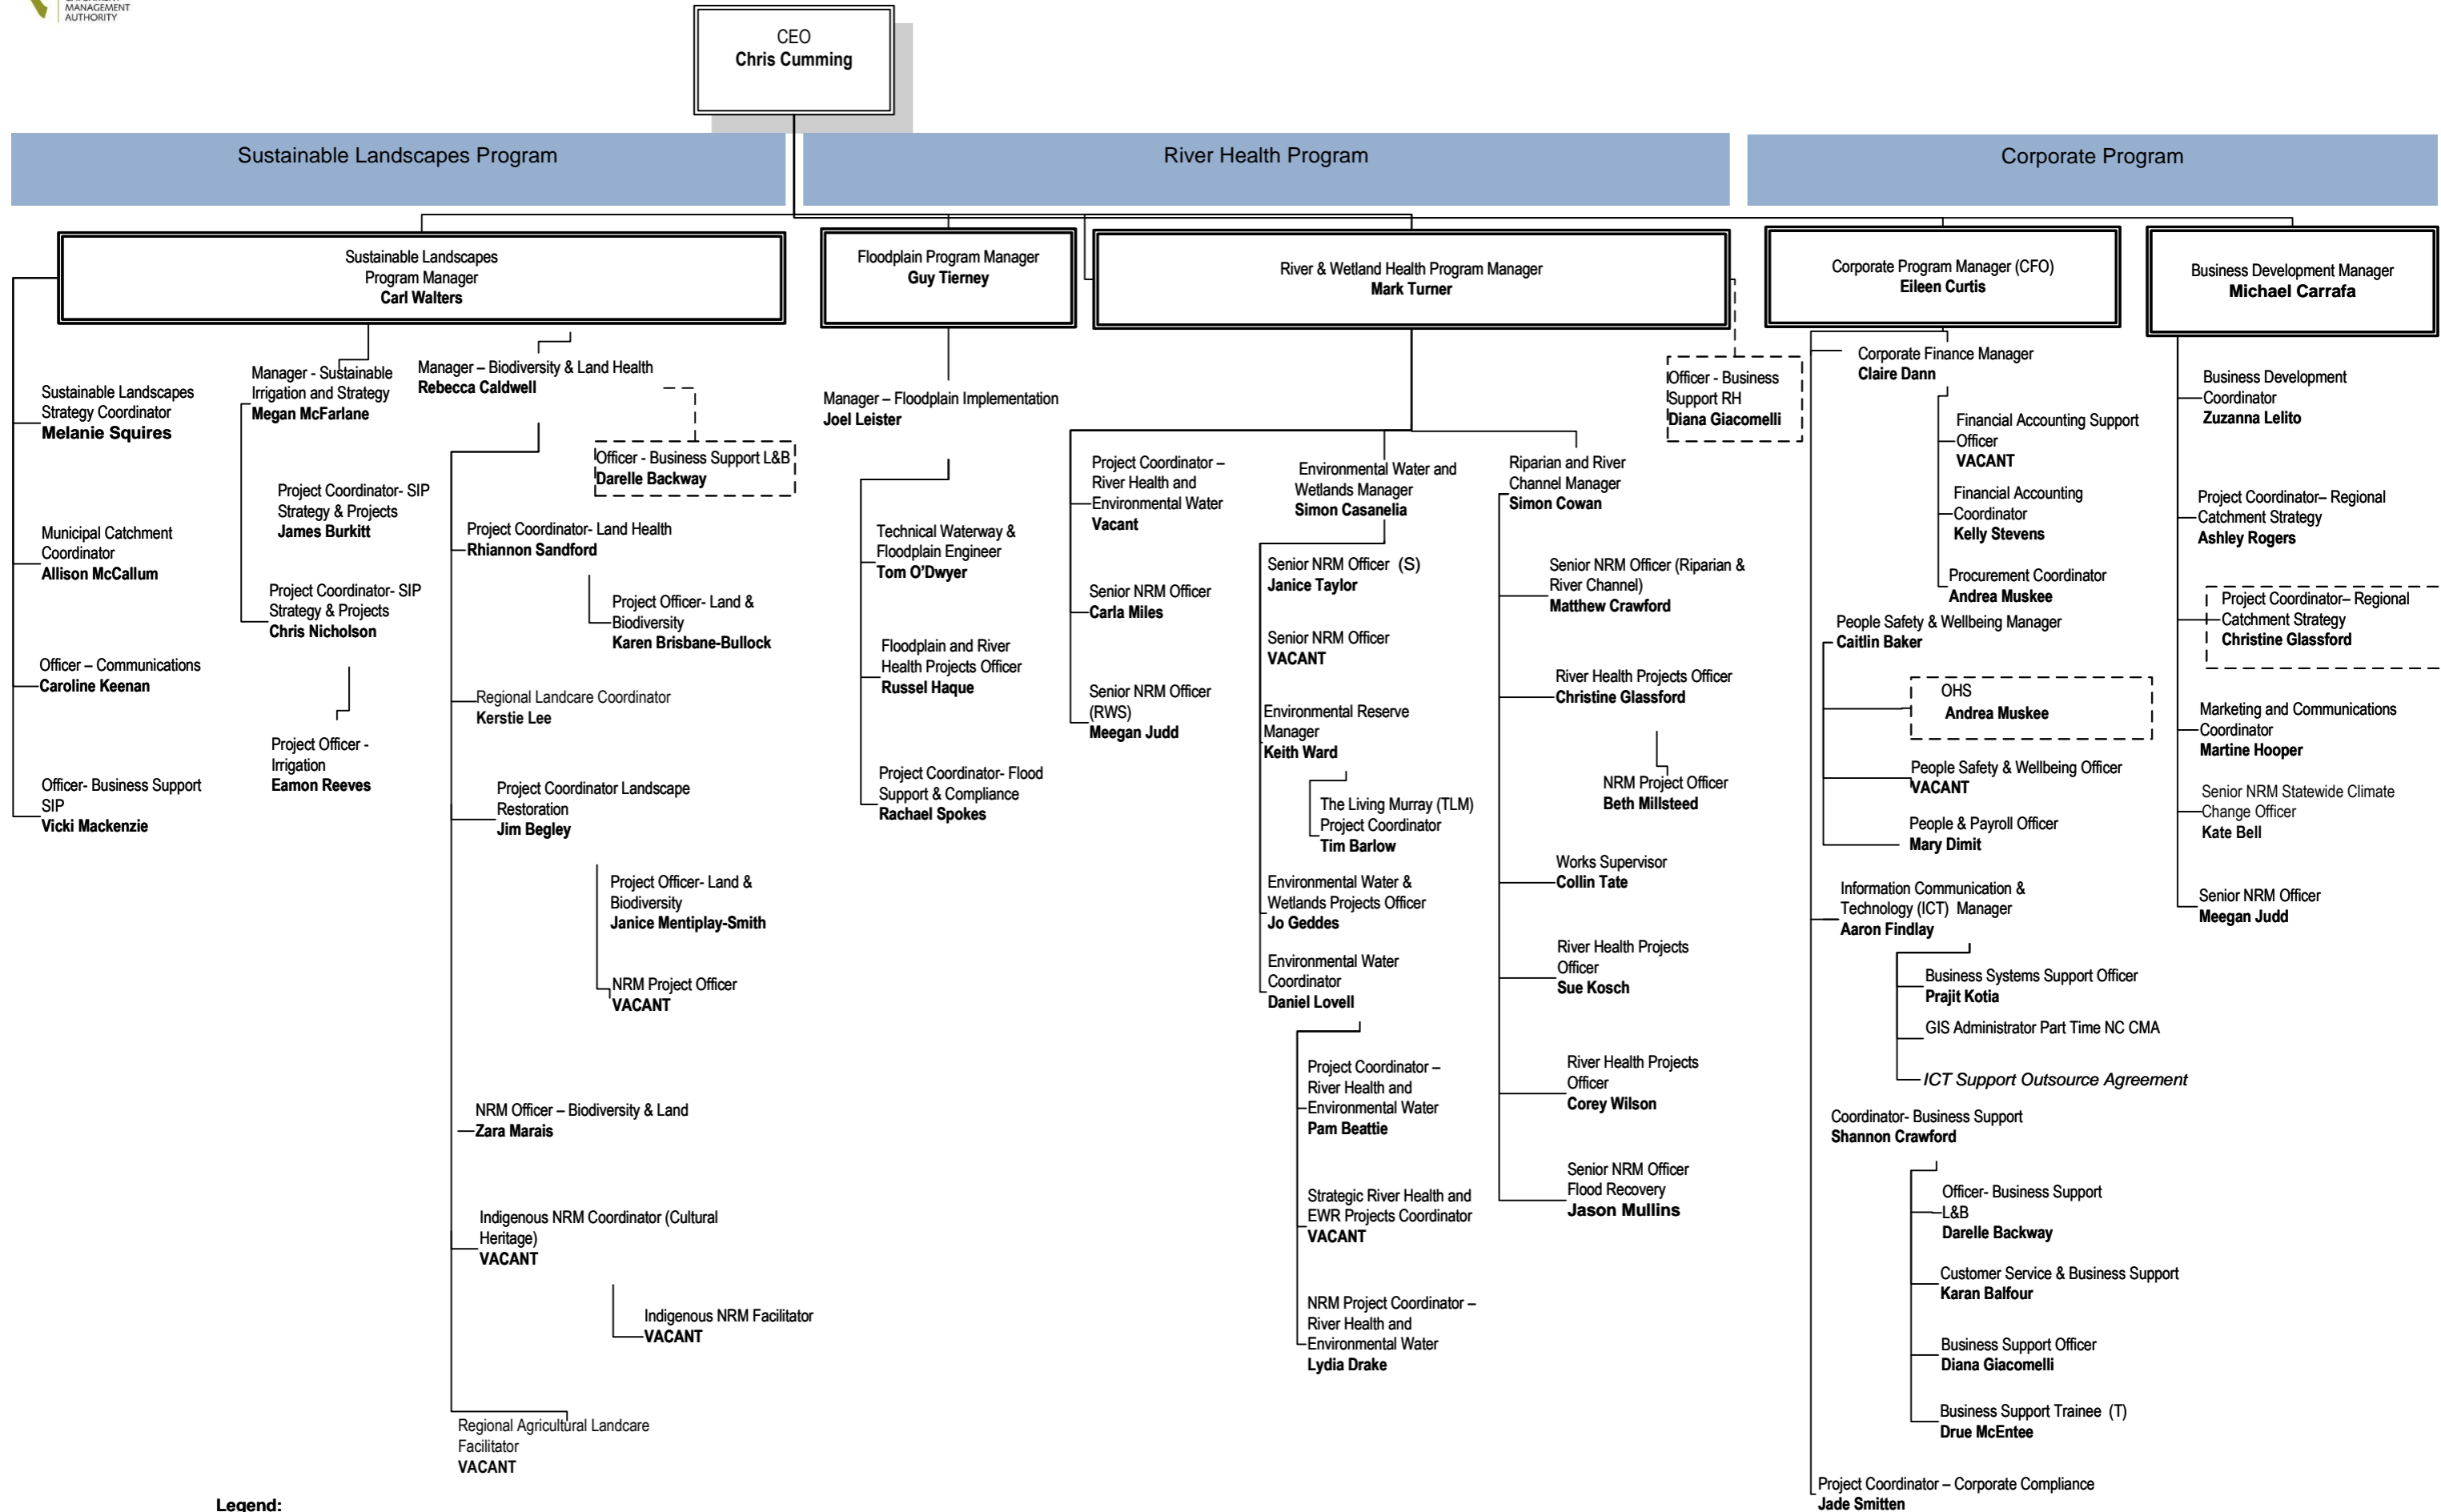 MANAGEMENT
AUTHORITY
CEO
Chris Cumming
Sustainable Landscapes Program
River Health Program
Corporate Program
Sustainable Landscapes
Program Manager
Carl Walters
Floodplain Program Manager
Guy Tierney
River & Wetland Health Program Manager
Mark Turner
Corporate Program Manager (CFO)
Eileen Curtis
Business Development Manager
Michael Carrafa
Sustainable Landscapes
Strategy Coordinator
Melanie Squires
Municipal Catchment
Coordinator
Allison McCallum
Officer – Communications
Caroline Keenan
Officer- Business Support
SIP
Vicki Mackenzie
Manager - Sustainable
Irrigation and Strategy
Megan McFarlane
Project Coordinator- SIP
Strategy & Projects
James Burkitt
Project Coordinator- SIP
Strategy & Projects
Chris Nicholson
Project Officer -
Irrigation
Eamon Reeves
Manager – Biodiversity & Land Health
Rebecca Caldwell
Officer - Business Support L&B
Darelle Backway
Project Coordinator- Land Health
Rhiannon Sandford
Project Officer- Land &
Biodiversity
Karen Brisbane-Bullock
Regional Landcare Coordinator
Kerstie Lee
Project Coordinator Landscape
Restoration
Jim Begley
Project Officer- Land &
Biodiversity
Janice Mentiplay-Smith
NRM Project Officer
VACANT
NRM Officer – Biodiversity & Land
Zara Marais
Indigenous NRM Coordinator (Cultural
Heritage)
VACANT
Indigenous NRM Facilitator
VACANT
Regional Agricultural Landcare
Facilitator
VACANT
Manager – Floodplain Implementation
Joel Leister
Technical Waterway &
Floodplain Engineer
Tom O'Dwyer
Floodplain and River
Health Projects Officer
Russel Haque
Project Coordinator- Flood
Support & Compliance
Rachael Spokes
Project Coordinator –
River Health and
Environmental Water
Vacant
Senior NRM Officer
Carla Miles
Senior NRM Officer
(RWS)
Meegan Judd
Environmental Water and
Wetlands Manager
Simon Casanelia
Senior NRM Officer (S)
Janice Taylor
Senior NRM Officer
VACANT
Environmental Reserve
Manager
Keith Ward
The Living Murray (TLM)
Project Coordinator
Tim Barlow
Environmental Water &
Wetlands Projects Officer
Jo Geddes
Environmental Water
Coordinator
Daniel Lovell
Project Coordinator –
River Health and
Environmental Water
Pam Beattie
Strategic River Health and
EWR Projects Coordinator
VACANT
NRM Project Coordinator –
River Health and
Environmental Water
Lydia Drake
Riparian and River
Channel Manager
Simon Cowan
Senior NRM Officer (Riparian &
River Channel)
Matthew Crawford
River Health Projects Officer
Christine Glassford
NRM Project Officer
Beth Millsteed
Works Supervisor
Collin Tate
River Health Projects
Officer
Sue Kosch
River Health Projects
Officer
Corey Wilson
Senior NRM Officer
Flood Recovery
Jason Mullins
Officer - Business
Support RH
Diana Giacomelli
Corporate Finance Manager
Claire Dann
Financial Accounting Support
Officer
VACANT
Financial Accounting
Coordinator
Kelly Stevens
Procurement Coordinator
Andrea Muskee
People Safety & Wellbeing Manager
Caitlin Baker
OHS
Andrea Muskee
People Safety & Wellbeing Officer
VACANT
People & Payroll Officer
Mary Dimit
Information Communication &
Technology (ICT) Manager
Aaron Findlay
Business Systems Support Officer
Prajit Kotia
GIS Administrator Part Time NC CMA
ICT Support Outsource Agreement
Coordinator- Business Support
Shannon Crawford
Officer- Business Support
L&B
Darelle Backway
Customer Service & Business Support
Karan Balfour
Business Support Officer
Diana Giacomelli
Business Support Trainee (T)
Drue McEntee
Project Coordinator – Corporate Compliance
Jade Smitten
Business Development
Coordinator
Zuzanna Lelito
Project Coordinator– Regional
Catchment Strategy
Ashley Rogers
Project Coordinator– Regional
Catchment Strategy
Christine Glassford
Marketing and Communications
Coordinator
Martine Hooper
Senior NRM Statewide Climate
Change Officer
Kate Bell
Senior NRM Officer
Meegan Judd
Legend: